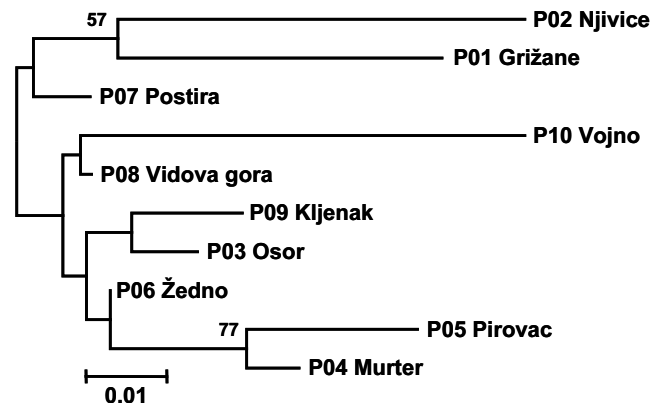 57
P02 Njivice
P01 Grižane
P07 Postira
P10 Vojno
P08 Vidova gora
P09 Kljenak
P03 Osor
P06 Žedno
77
P05 Pirovac
P04 Murter
0.01